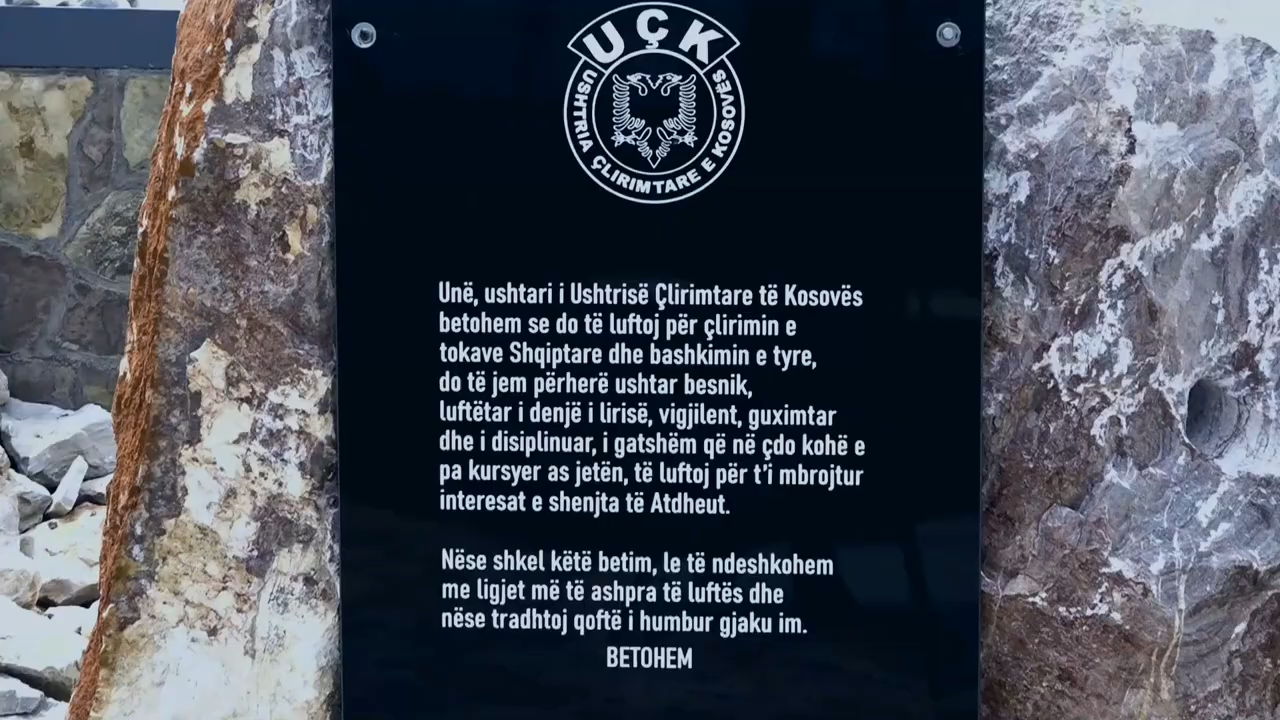 UÇK
USHTRIA ÇLIRIMTARE E KOSOVËS
Unë, ushtari i Ushtrisë Çlirimtare të Kosovës
betohem se do të luftoj për çlirimin e
tokave Shqiptare dhe bashkimin e tyre,
do të jem përherë ushtar besnik,
luftëtar i denjë i lirisë, vigjilent, guximtar
dhe i disiplinuar, i gatshëm që në çdo kohë e
pa kursyer as jetën, të luftoj për t'i mbrojtur
interesat e shenjta të Atdheut.
Nëse shkel këtë betim, le të ndeshkohem
me ligjet më të ashpra të luftës dhe
nëse tradhtoj qoftë i humbur gjaku im.
BETOHEM